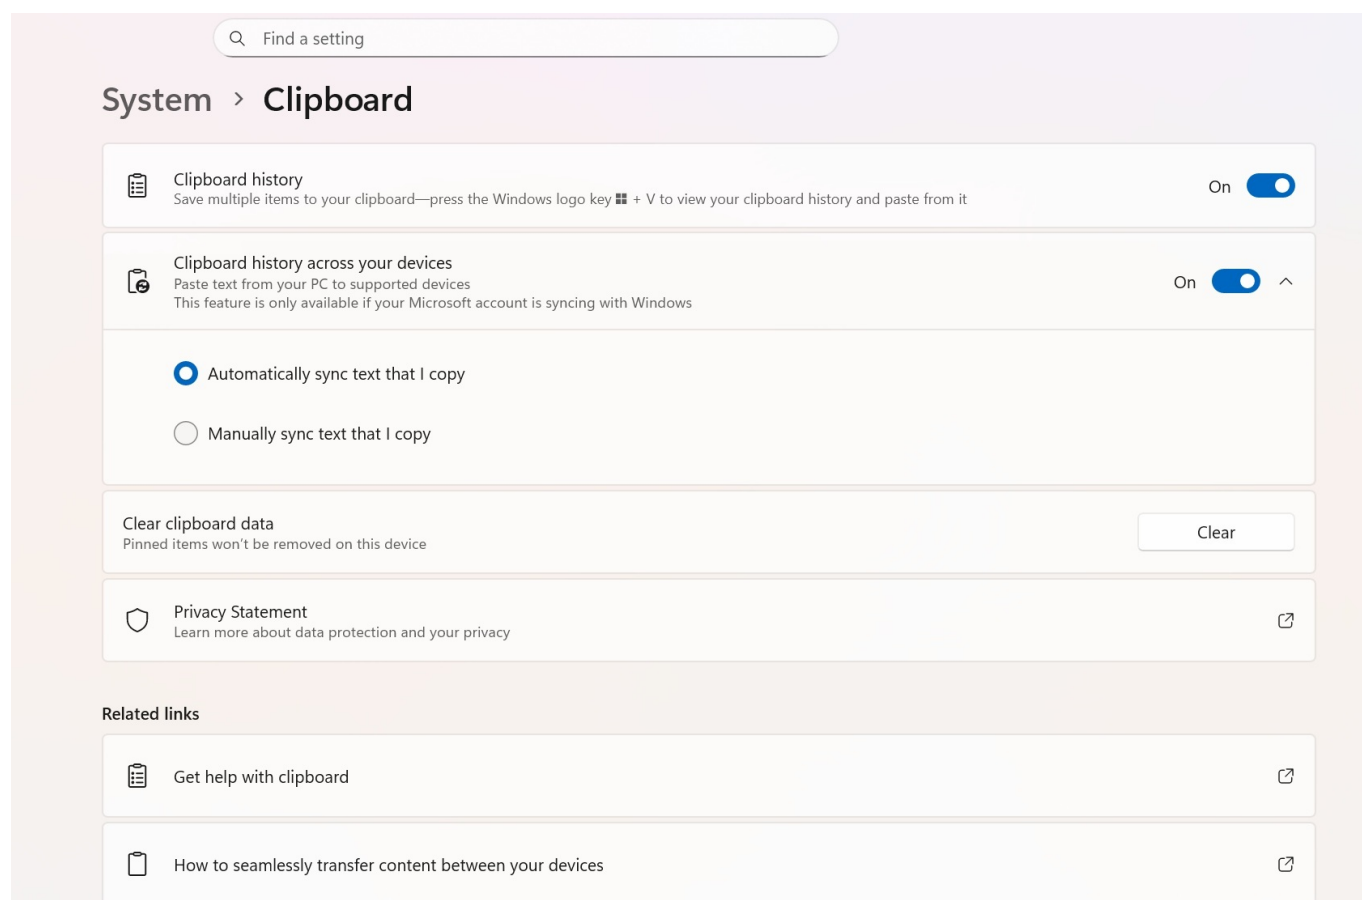 Find a setting
System > Clipboard
Clipboard history
Save multiple items to your clipboard—press the Windows logo key + V to view your clipboard history and paste from it
On
Clipboard history across your devices
Paste text from your PC to supported devices
This feature is only available if your Microsoft account is syncing with Windows
On
Automatically sync text that I copy
Manually sync text that I copy
Clear clipboard data
Pinned items won't be removed on this device
Clear
Privacy Statement
Learn more about data protection and your privacy
Related links
Get help with clipboard
How to seamlessly transfer content between your devices